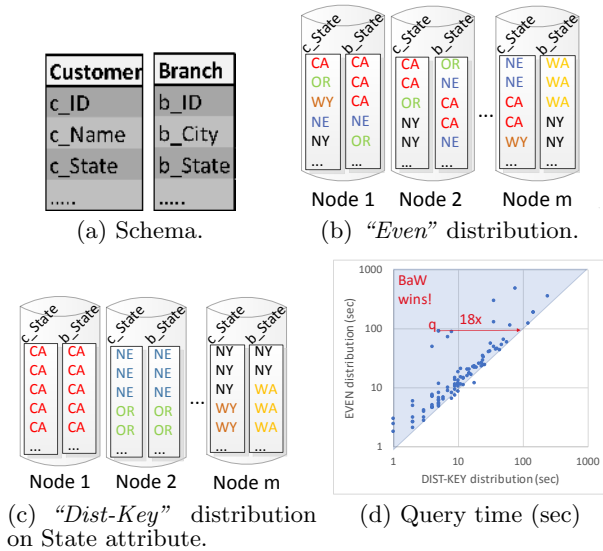 Customer
c_ID
c_Name
c_State
.....
Branch
b_ID
b_City
b_State
.....
(a) Schema.
c_State
b_State
CA
OR
WY
NE
NY
...
CA
CA
CA
NE
OR
...
Node 1
c_State
b_State
CA
CA
OR
NY
NY
...
OR
NE
CA
CA
NE
...
Node 2
...
c_State
b_State
NE
NE
CA
CA
WY
...
WA
WA
WA
NY
NY
...
Node m
(b) “Even” distribution.
c_State
b_State
CA
CA
CA
CA
CA
...
CA
CA
CA
CA
CA
...
Node 1
c_State
b_State
NE
NE
NE
OR
OR
...
NE
NE
NE
OR
OR
...
Node 2
...
c_State
b_State
NY
NY
NY
WY
WY
...
NY
NY
WA
WA
WA
...
Node m
(c) “Dist-Key” distribution
on State attribute.
EVEN distribution (sec)
1000
100
10
1
BaW
wins!
q
18x
1
10
100
1000
DIST-KEY distribution (sec)
(d) Query time (sec)